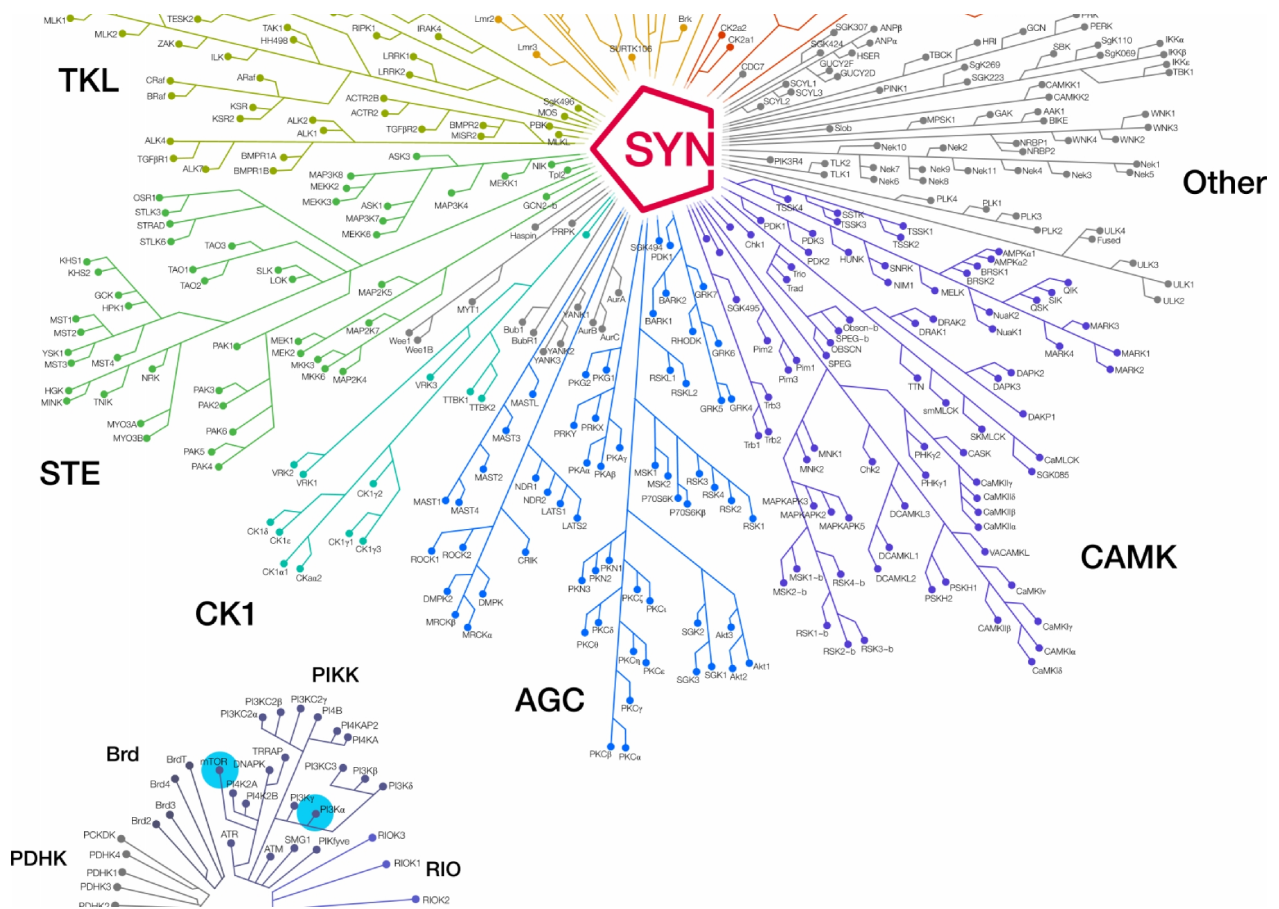 MLK1
MLK2
TESK2
TAK1
HH498
RIPK1
IRAK4
Lmr2
Lmr3
SURTK106
Brk
CK2a2
CK2a1
CDC7
SGK307
SGK424
ANPβ
ANPα
HSER
GUCY2F
GUCY2D
TBCK
HRI
GCN
PERK
SBK
SgK110
SgK069
IKKα
IKKβ
IKKε
TBK1
ZAK
ILK
LRRK1
LRRK2
SCYL1
SCYL3
SCYL2
PINK1
SgK269
SGK223
CAMKK1
CAMKK2
TKL
CRaf
BRaf
ARaf
KSR
KSR2
ACTR2B
ACTR2
TGFβR2
BMPR2
MISR2
SgK496
MOS
PBK
MLKL
SYN
Slob
MPSK1
GAK
AAK1
BIKE
WNK1
WNK3
WNK4
WNK2
NRBP1
NRBP2
ALK4
TGFβR1
ALK7
ALK2
ALK1
BMPR1A
BMPR1B
ASK3
MAP3K8
MEKK2
MEKK3
ASK1
MAP3K7
MEKK6
MAP3K4
MEKK1
NIK
Tpl2
GCN2~b
PIK3R4
TLK2
TLK1
Nek10
Nek2
Nek7
Nek6
Nek9
Nek8
Nek11
Nek4
Nek3
Nek1
Nek5
Other
OSR1
STLK3
STRAD
STLK6
TAO3
TAO1
TAO2
SLK
LOK
Haspin
PRPK
SGK494
PDK1
Chk1
PDK1
TSSK4
SSTK
TSSK3
TSSK1
TSSK2
PLK4
PLK1
PLK3
PLK2
ULK4
Fused
ULK3
ULK1
ULK2
KHS1
KHS2
GCK
HPK1
MST1
MST2
YSK1
MST3
MST4
HGK
MINK
TNIK
NRK
MYO3A
MYO3B
MAP2K5
MAP2K7
MEK1
MEK2
MKK3
MKK6
MAP2K4
PAK1
PAK3
PAK2
PAK6
PAK5
PAK4
STE
MYT1
Wee1
Wee1B
Bub1
BubR1
AurA
AurB
AurC
YANK1
YANK2
YANK3
BARK2
BARK1
GRK7
RHODK
GRK6
GRK5
GRK4
SGK495
PDK3
PDK2
Trio
Trad
HUNK
SNRK
NIM1
MELK
AMPKα1
AMPKα2
BRSK1
BRSK2
NuaK2
NuaK1
QIK
SIK
QSK
MARK3
MARK4
MARK1
MARK2
VRK3
TTBK1
TTBK2
VRK2
VRK1
CK1γ2
CK1δ
CK1ε
CK1γ1
CK1γ3
CK1α1
CKaα2
CK1
MASTL
MAST3
MAST2
MAST1
MAST4
PKG2
PKG1
PRKY
PRKX
PKAγ
PKAα
PKAβ
NDR1
NDR2
LATS1
LATS2
ROCK1
ROCK2
CRIK
DMPK2
DMPK
MRCKβ
MRCKα
RSKL1
RSKL2
MSK1
MSK2
P70S6K
P70S6Kβ
RSK3
RSK4
RSK2
RSK1
PKN1
PKN2
PKN3
PKCζ
PKCι
PKCδ
PKCθ
PKCη
PKCε
PKCγ
PKCβ
PKCα
SGK2
SGK3
SGK1
Akt3
Akt2
Akt1
AGC
Pim2
Pim1
Pim3
Trb3
Trb1
Trb2
Obscn~b
SPEG~b
OBSCN
SPEG
DRAK2
DRAK1
DAPK2
DAPK3
DAKP1
TTN
smMLCK
SKMLCK
CaMLCK
SGK085
MNK1
MNK2
Chk2
PHKγ2
PHKγ1
CASK
CaMKIIγ
CaMKIIδ
CaMKIIβ
CaMKIIα
MAPKAPK3
MAPKAPK2
MAPKAPK5
DCAMKL3
DCAMKL1
DCAMKL2
VACAMKL
PSKH1
PSKH2
MSK1~b
MSK2~b
RSK4~b
RSK1~b
RSK2~b
RSK3~b
CaMKIv
CAMKIIβ
CaMKIγ
CAMKIα
CaMKIδ
CAMK
PIKK
PI3KC2γ
PI3KC2β
PI3KC2α
PI4B
PI4KAP2
PI4KA
Brd
BrdT
Brd4
Brd3
Brd2
mTOR
TRRAP
DNAPK
PI4K2A
PI4K2B
PI3KC3
PI3Kβ
PI3Kδ
PI3Kγ
PI3Kα
ATR
ATM
SMG1
PIKfyve
PDHK
PCKDK
PDHK4
PDHK1
PDHK3
PDHK2
RIOK3
RIOK1
RIOK2
RIO